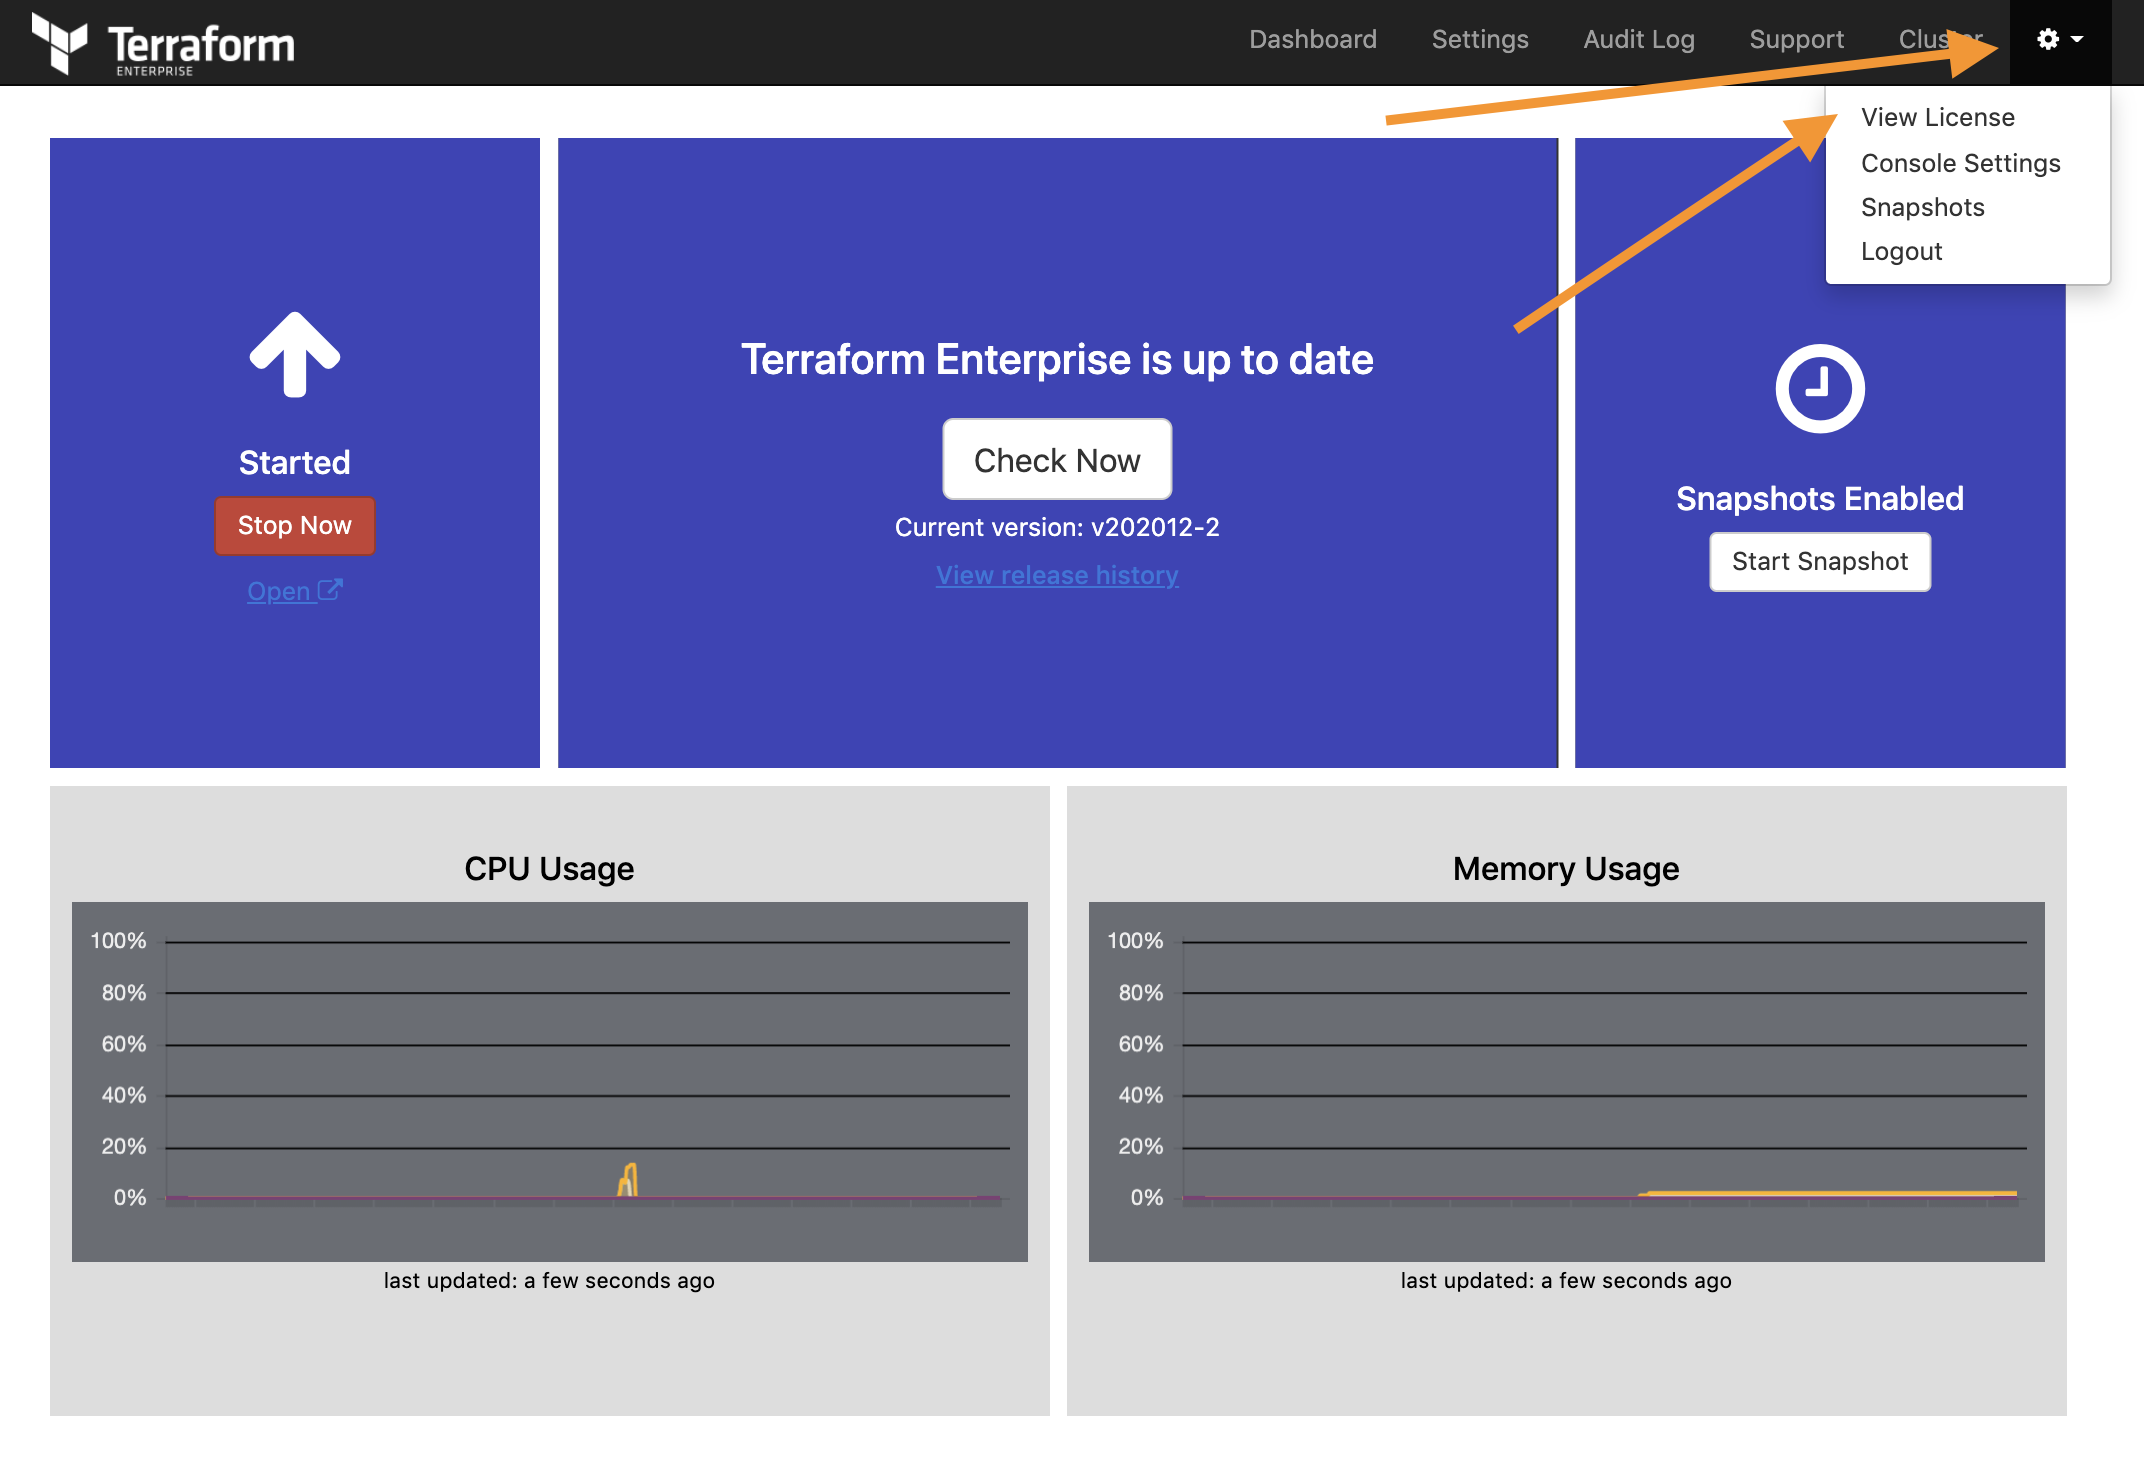 Terraform
ENTERPRISE
Dashboard Settings Audit Log Support Cluster
View License
Console Settings
Snapshots
Logout
Started
Stop Now
Open
Terraform Enterprise is up to date
Check Now
Current version: v202012-2
View release history
Snapshots Enabled
Start Snapshot
CPU Usage
100%
80%
60%
40%
20%
0%
last updated: a few seconds ago
Memory Usage
100%
80%
60%
40%
20%
0%
last updated: a few seconds ago